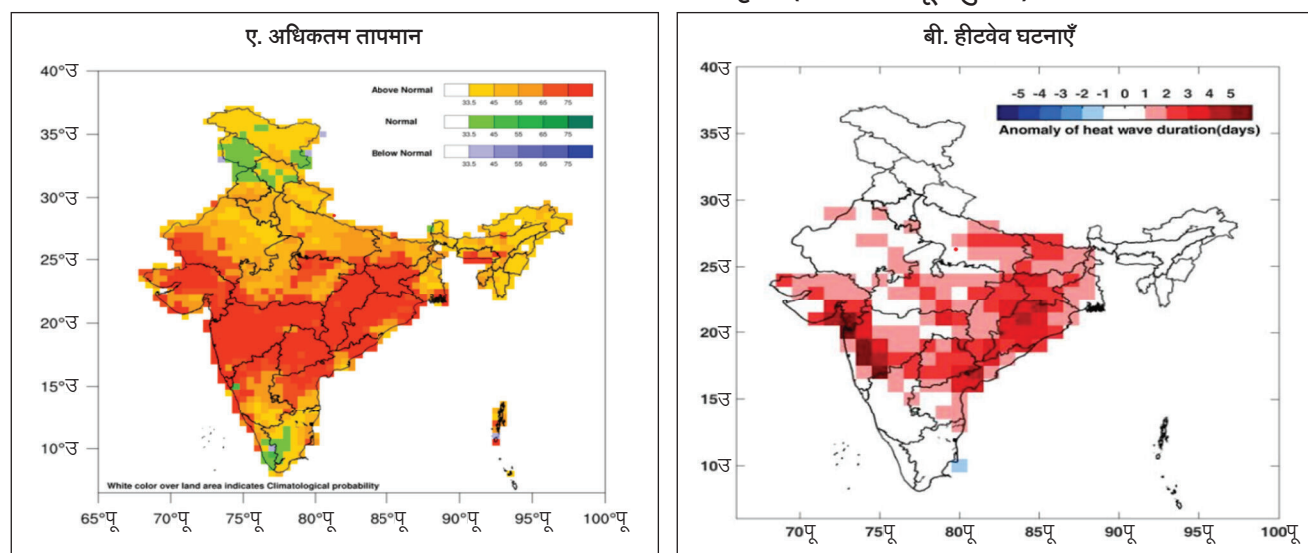 ए. अधिकतम तापमान
40°उ
35°उ
30°उ
25°उ
20°उ
15°उ
10°उ
Above Normal
33.5 45 55 65 75
Normal
33.5 45 55 65 75
Below Normal
33.5 45 55 65 75
White color over land area indicates Climatological probability
65°पू 70°पू 75°पू 80°पू 85°पू 90°पू 95°पू 100°पू
बी. हीटवेव घटनाएँ
40उ
35उ
30उ
25उ
20उ
15उ
10उ
-5 -4 -3 -2 -1 0 1 2 3 4 5
Anomaly of heat wave duration(days)
70पू 75पू 80पू 85पू 90पू 95पू 100पू